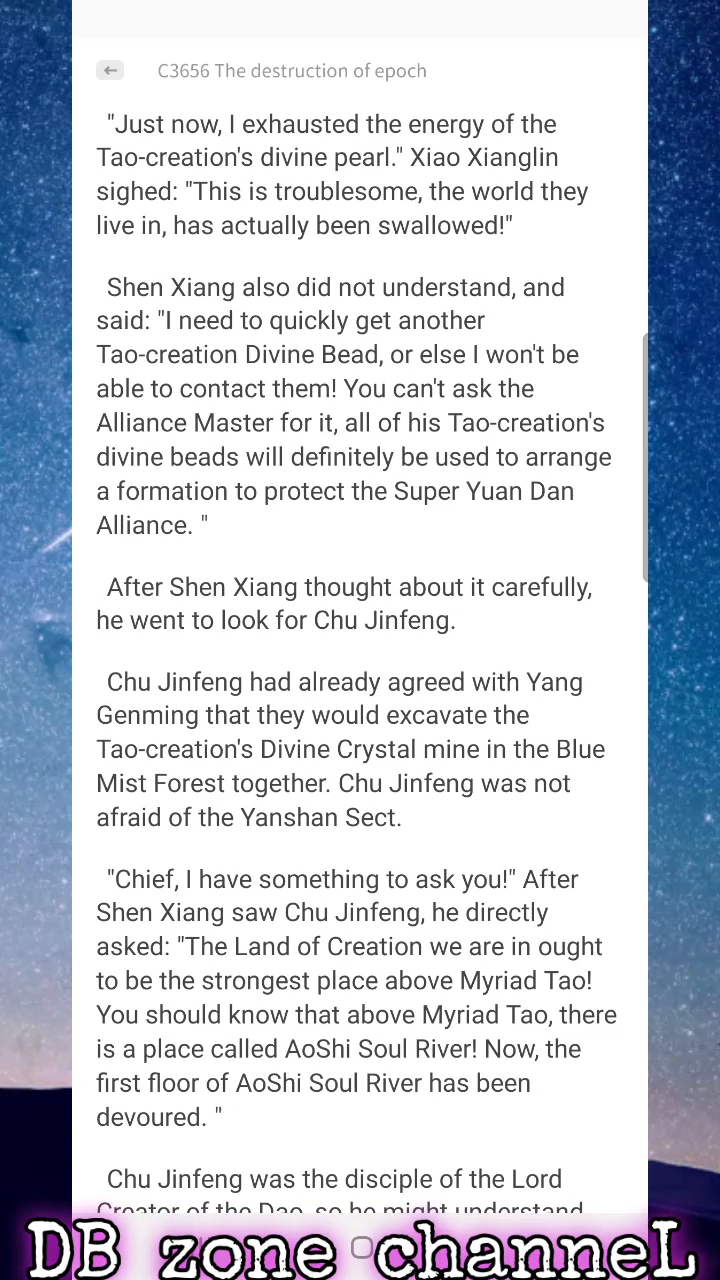 C3656 The destruction of epoch
"Just now, I exhausted the energy of the
Tao-creation's divine pearl." Xiao Xianglin
sighed: "This is troublesome, the world they
live in, has actually been swallowed!"
Shen Xiang also did not understand, and
said: "I need to quickly get another
Tao-creation Divine Bead, or else I won't be
able to contact them! You can't ask the
Alliance Master for it, all of his Tao-creation's
divine beads will definitely be used to arrange
a formation to protect the Super Yuan Dan
Alliance. "
After Shen Xiang thought about it carefully,
he went to look for Chu Jinfeng.
Chu Jinfeng had already agreed with Yang
Genming that they would excavate the
Tao-creation's Divine Crystal mine in the Blue
Mist Forest together. Chu Jinfeng was not
afraid of the Yanshan Sect.
"Chief, I have something to ask you!" After
Shen Xiang saw Chu Jinfeng, he directly
asked: "The Land of Creation we are in ought
to be the strongest place above Myriad Tao!
You should know that above Myriad Tao, there
is a place called AoShi Soul River! Now, the
first floor of AoShi Soul River has been
devoured. "
Chu Jinfeng was the disciple of the Lord
Creator of the Dao, so he might understand
DB zone channeL